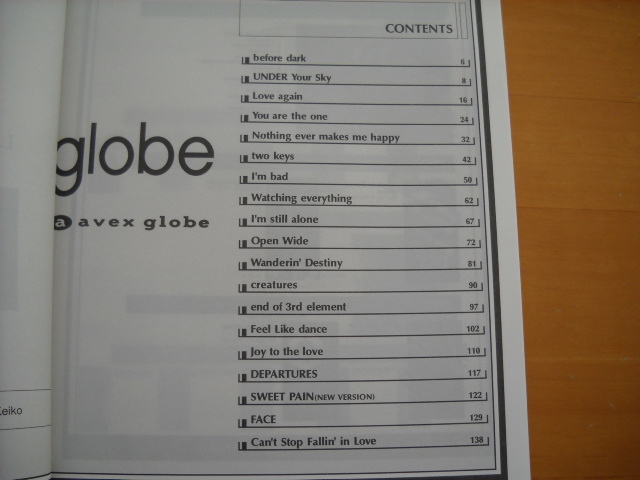 CONTENTS
before dark 6
UNDER Your Sky 8
Love again 16
You are the one 24
Nothing ever makes me happy 32
two keys 42
I'm bad 50
Watching everything 62
I'm still alone 67
Open Wide 72
Wanderin' Destiny 81
creatures 90
end of 3rd element 97
Feel Like dance 102
Joy to the love 110
DEPARTURES 117
SWEET PAIN(NEW VERSION) 122
FACE 129
Can't Stop Fallin' in Love 138
globe
a avex globe
Keiko